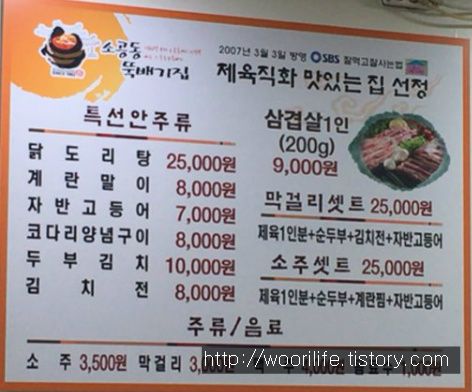 소공동
뚝배기집
2007년 3월 3일 방영 SBS 잘먹고잘사는법
제육직화 맛있는 집 선정
특선안주류
닭도리탕 25,000원
계란말이 8,000원
자반고등어 7,000원
코다리양념구이 8,000원
두부김치 10,000원
김치전 8,000원
삼겹살1인
(200g)
9,000원
막걸리셋트 25,000원
제육1인분+순두부+김치전+자반고등어
소주셋트 25,000원
제육1인분+순두부+계란찜+자반고등어
주류/음료
소주 3,500원 막걸리
http://woorilife.tistory.com